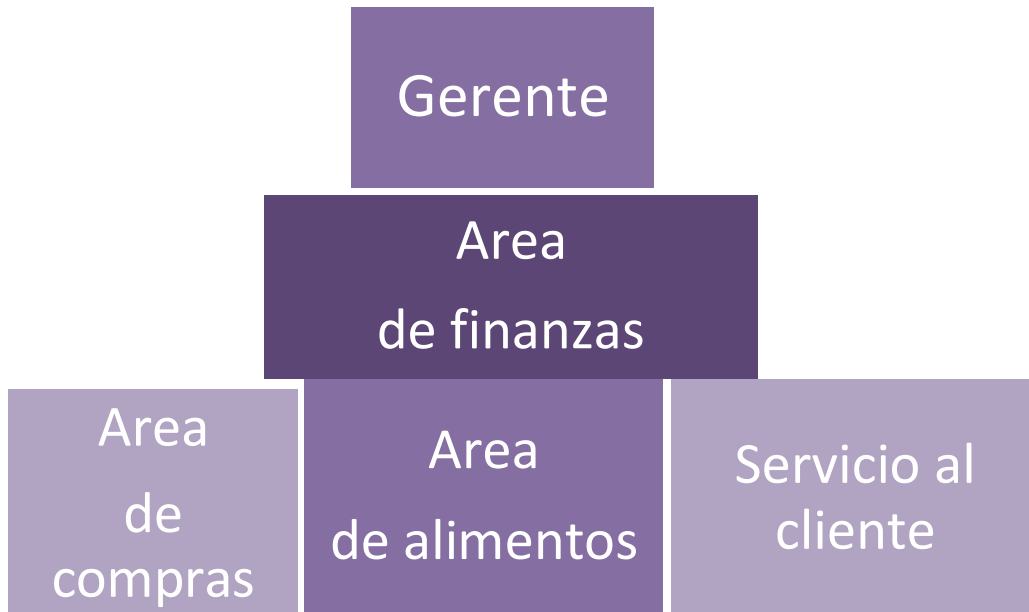 Gerente
Area
de finanzas
Area
de
compras
Area
de alimentos
Servicio al
cliente